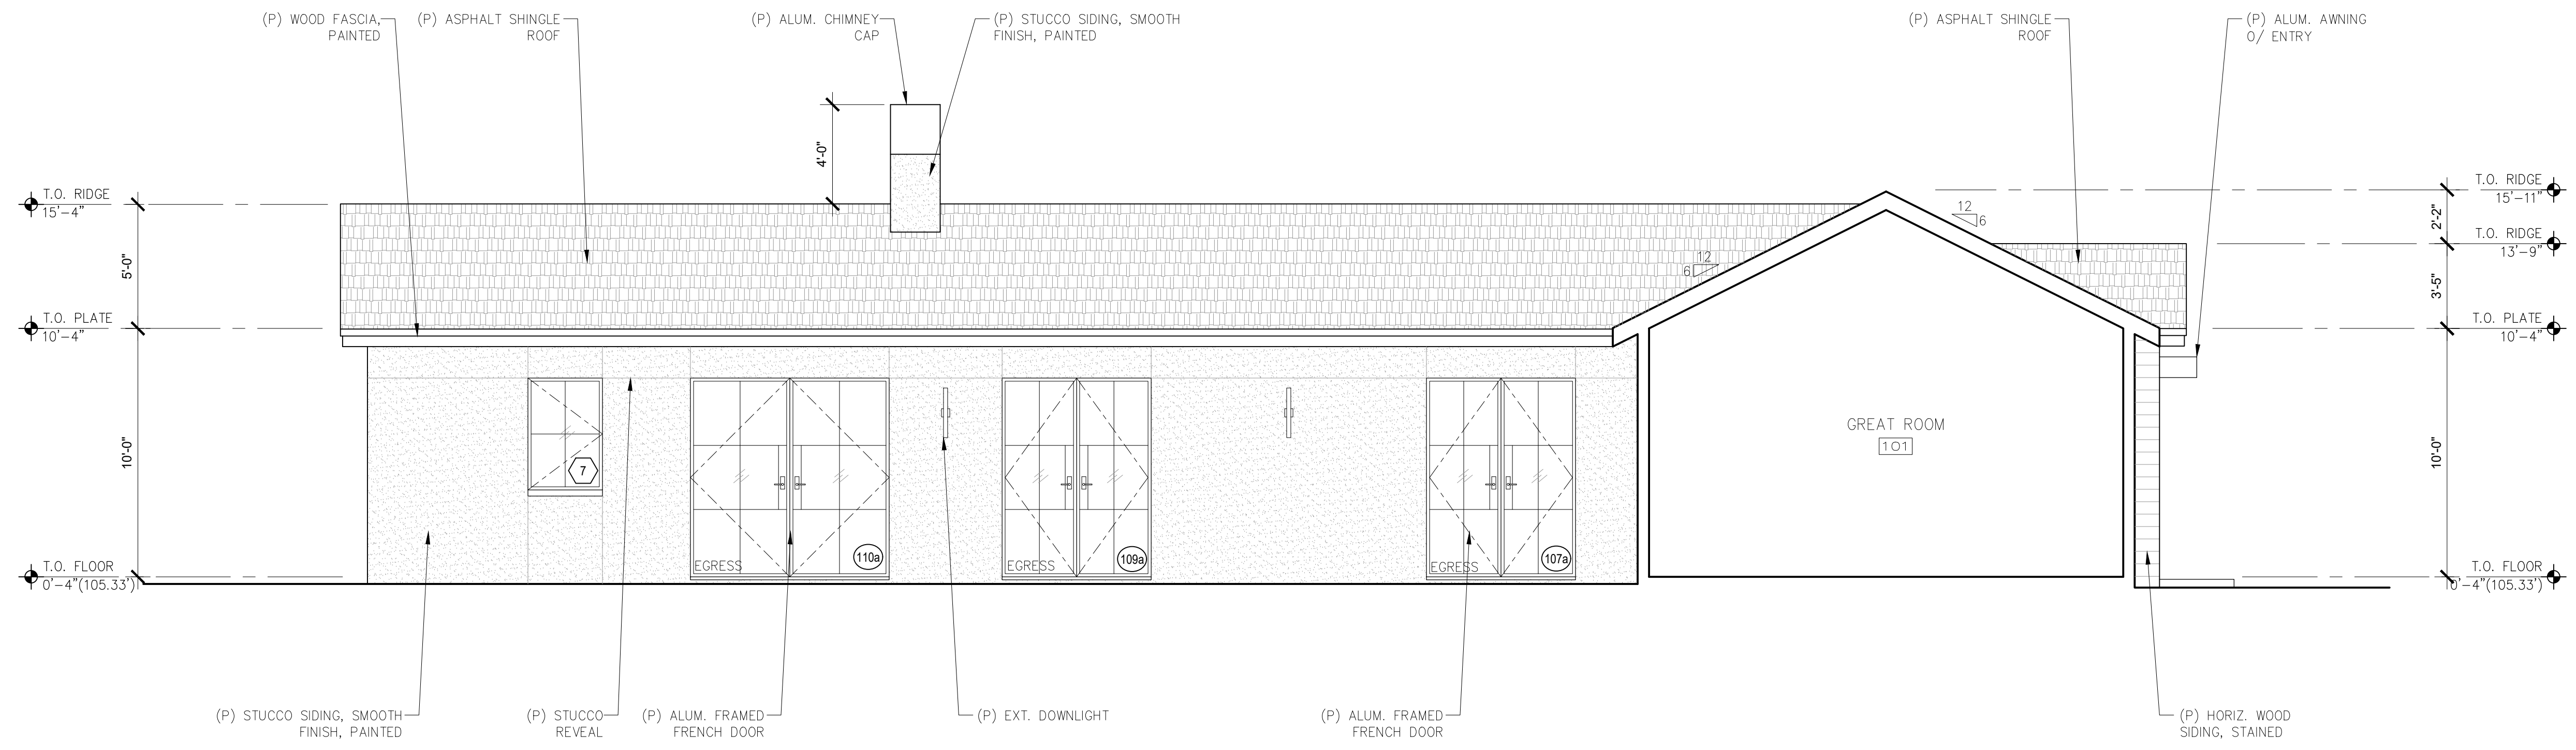 (P) WOOD FASCIA,
PAINTED
(P) ASPHALT SHINGLE
ROOF
(P) ALUM. CHIMNEY
CAP
(P) STUCCO SIDING, SMOOTH
FINISH, PAINTED
(P) ASPHALT SHINGLE
ROOF
(P) ALUM. AWNING
O/ ENTRY
4'-0"
T.O. RIDGE
15'-4"
5'-0"
T.O. PLATE
10'-4"
10'-0"
T.O. FLOOR
0'-4"(105.33')
12
6
12
6
T.O. RIDGE
15'-11"
2'-2"
T.O. RIDGE
13'-9"
3'-5"
T.O. PLATE
10'-4"
10'-0"
T.O. FLOOR
0'-4"(105.33')
GREAT ROOM
101
7
EGRESS
110a
EGRESS
109a
EGRESS
107a
(P) STUCCO SIDING, SMOOTH
FINISH, PAINTED
(P) STUCCO
REVEAL
(P) ALUM. FRAMED
FRENCH DOOR
(P) EXT. DOWNLIGHT
(P) ALUM. FRAMED
FRENCH DOOR
(P) HORIZ. WOOD
SIDING, STAINED